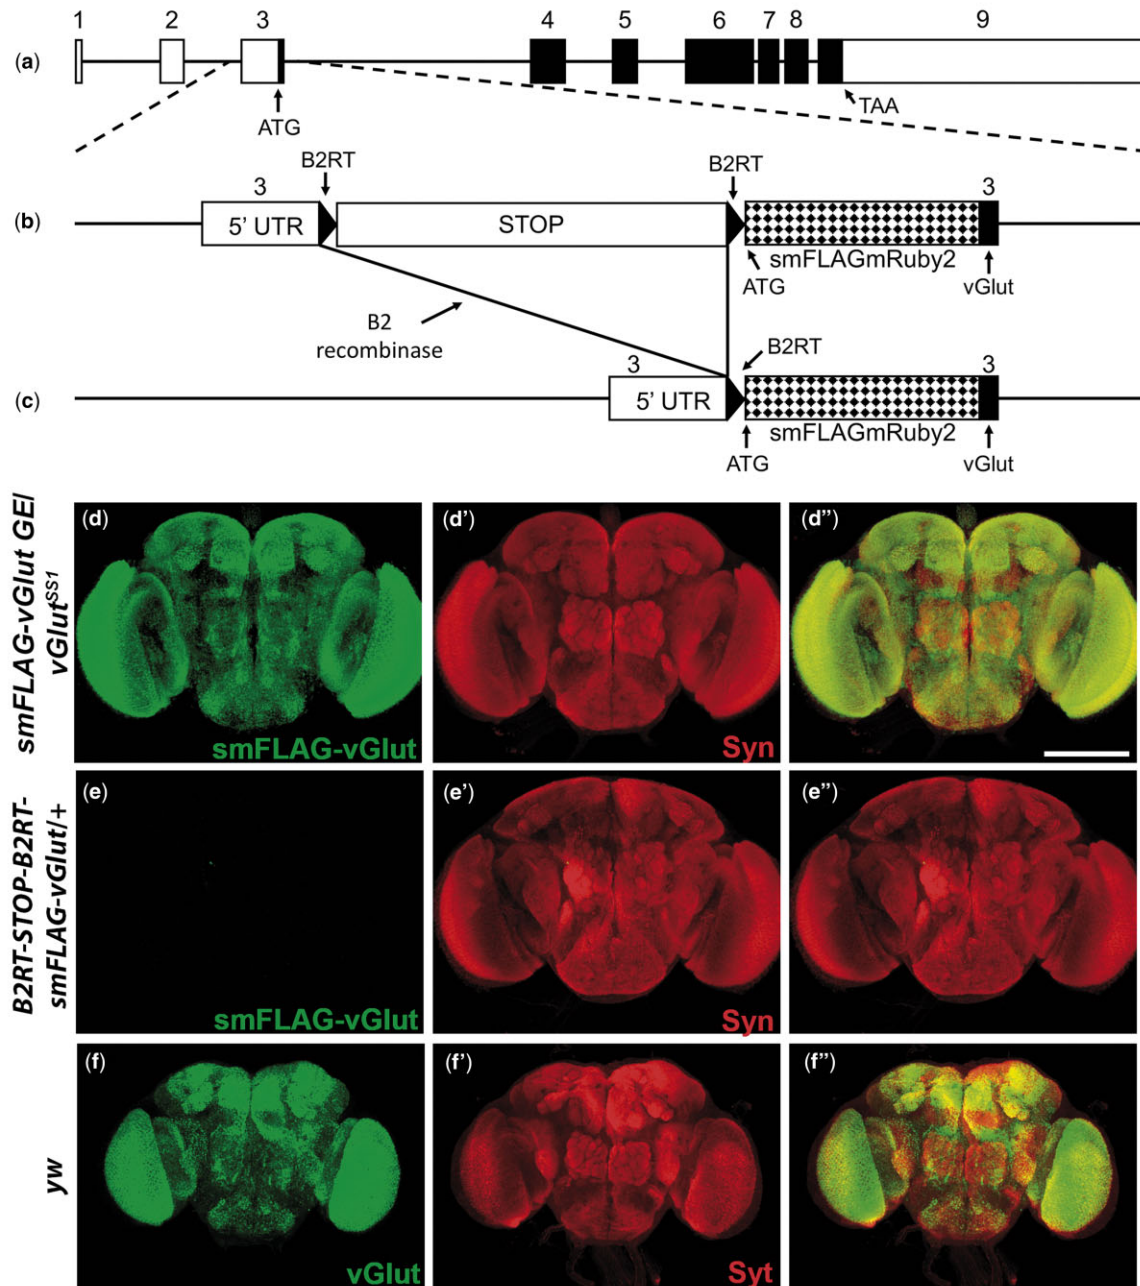 1 2 3 4 5 6 7 8 9
(a)
ATG
TAA
B2RT B2RT
3 3
(b) 5' UTR STOP
smFLAGmRuby2
ATG vGlut
B2
recombinase
B2RT
3 3
(c) 5' UTR
smFLAGmRuby2
ATG vGlut
smFLAG-vGlut GE/
vGlutSS1
(d) (d') (d")
smFLAG-vGlut Syn
B2RT-STOP-B2RT-
smFLAG-vGlut/+
(e) (e') (e")
smFLAG-vGlut Syn
yw
(f) (f') (f")
vGlut Syt